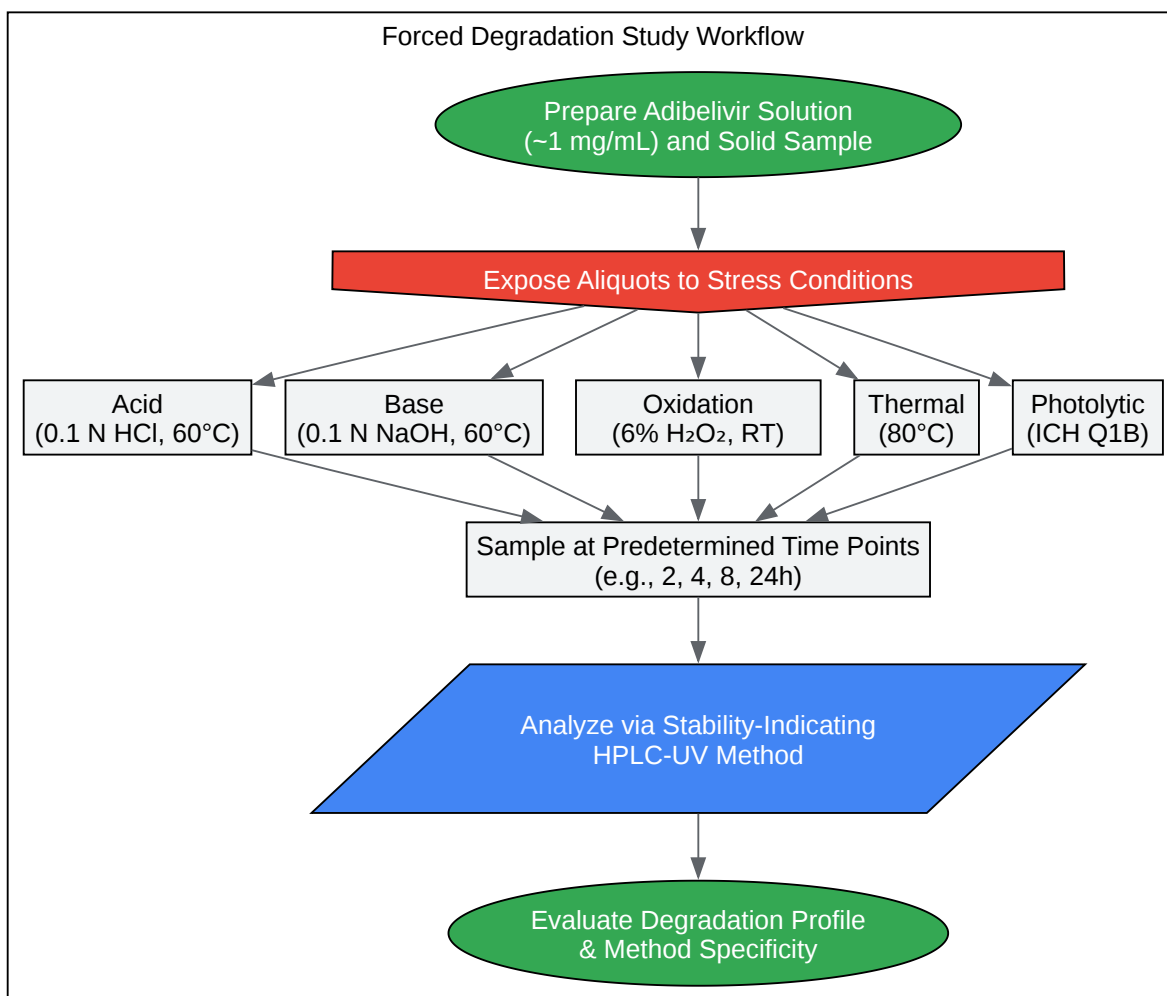 Forced Degradation Study Workflow
Prepare Adibelivir Solution
(~1 mg/mL) and Solid Sample
Expose Aliquots to Stress Conditions
Acid
(0.1 N HCl, 60°C)
Base
(0.1 N NaOH, 60°C)
Oxidation
(6% H₂O₂, RT)
Thermal
(80°C)
Photolytic
(ICH Q1B)
Sample at Predetermined Time Points
(e.g., 2, 4, 8, 24h)
Analyze via Stability-Indicating
HPLC-UV Method
Evaluate Degradation Profile
& Method Specificity